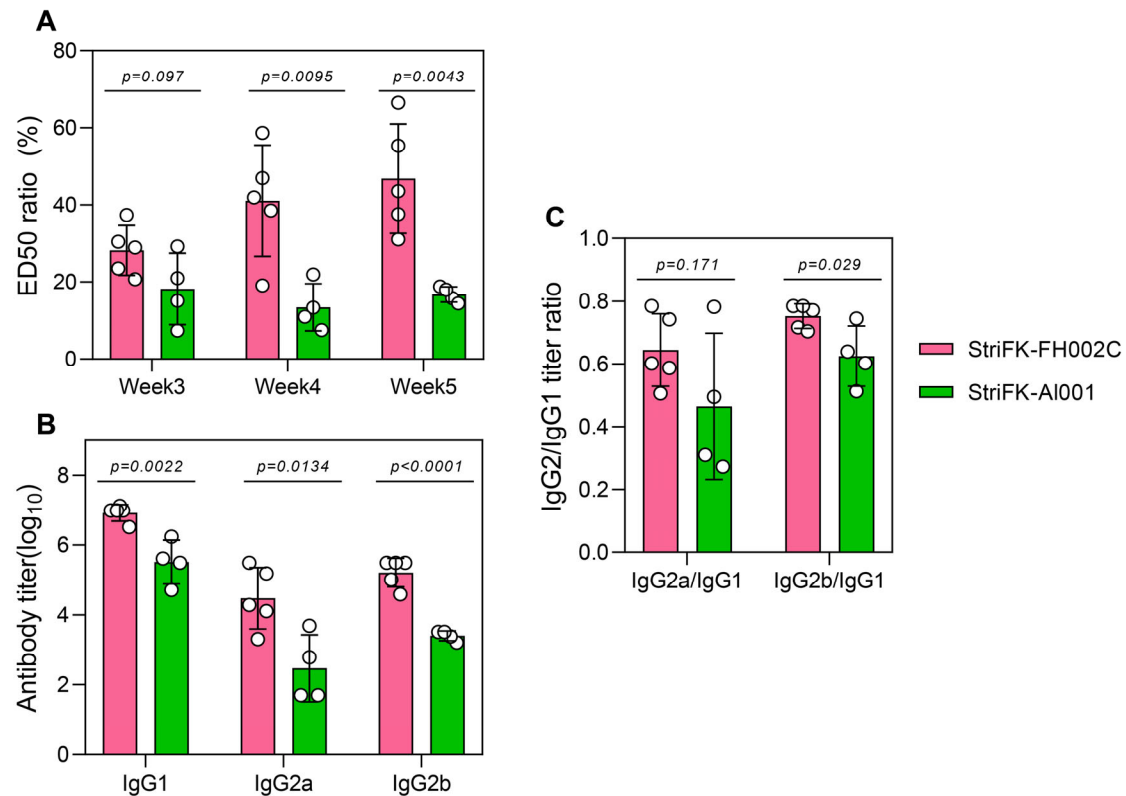 A
ED50 ratio (%)
80
60
40
20
0
p=0.097
p=0.0095
p=0.0043
Week3
Week4
Week5
B
Antibody titer(log10)
8
6
4
2
0
p=0.0022
p=0.0134
p<0.0001
IgG1
IgG2a
IgG2b
C
IgG2/IgG1 titer ratio
1.0
0.8
0.6
0.4
0.2
0.0
p=0.171
p=0.029
IgG2a/IgG1
IgG2b/IgG1
StriFK-FH002C
StriFK-Al001